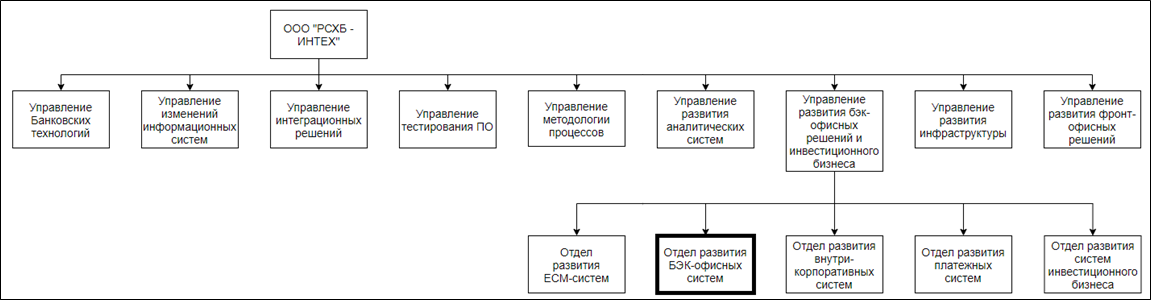 ООО "РСХБ -
ИНТЕХ"
Управление
Банковских
технологий
Управление
изменений
информационных
систем
Управление
интеграционных
решений
Управление
тестирования ПО
Управление
методологии
процессов
Управление
развития
аналитических
систем
Управление
развития бэк-
офисных
решений и
инвестиционного
бизнеса
Управление
развития
инфраструктуры
Управление
развития фронт-
офисных
решений
Отдел
развития
ECM-систем
Отдел развития
БЭК-офисных
систем
Отдел развития
внутри-
корпоративных
систем
Отдел развития
платежных
систем
Отдел развития
систем
инвестиционного
бизнеса